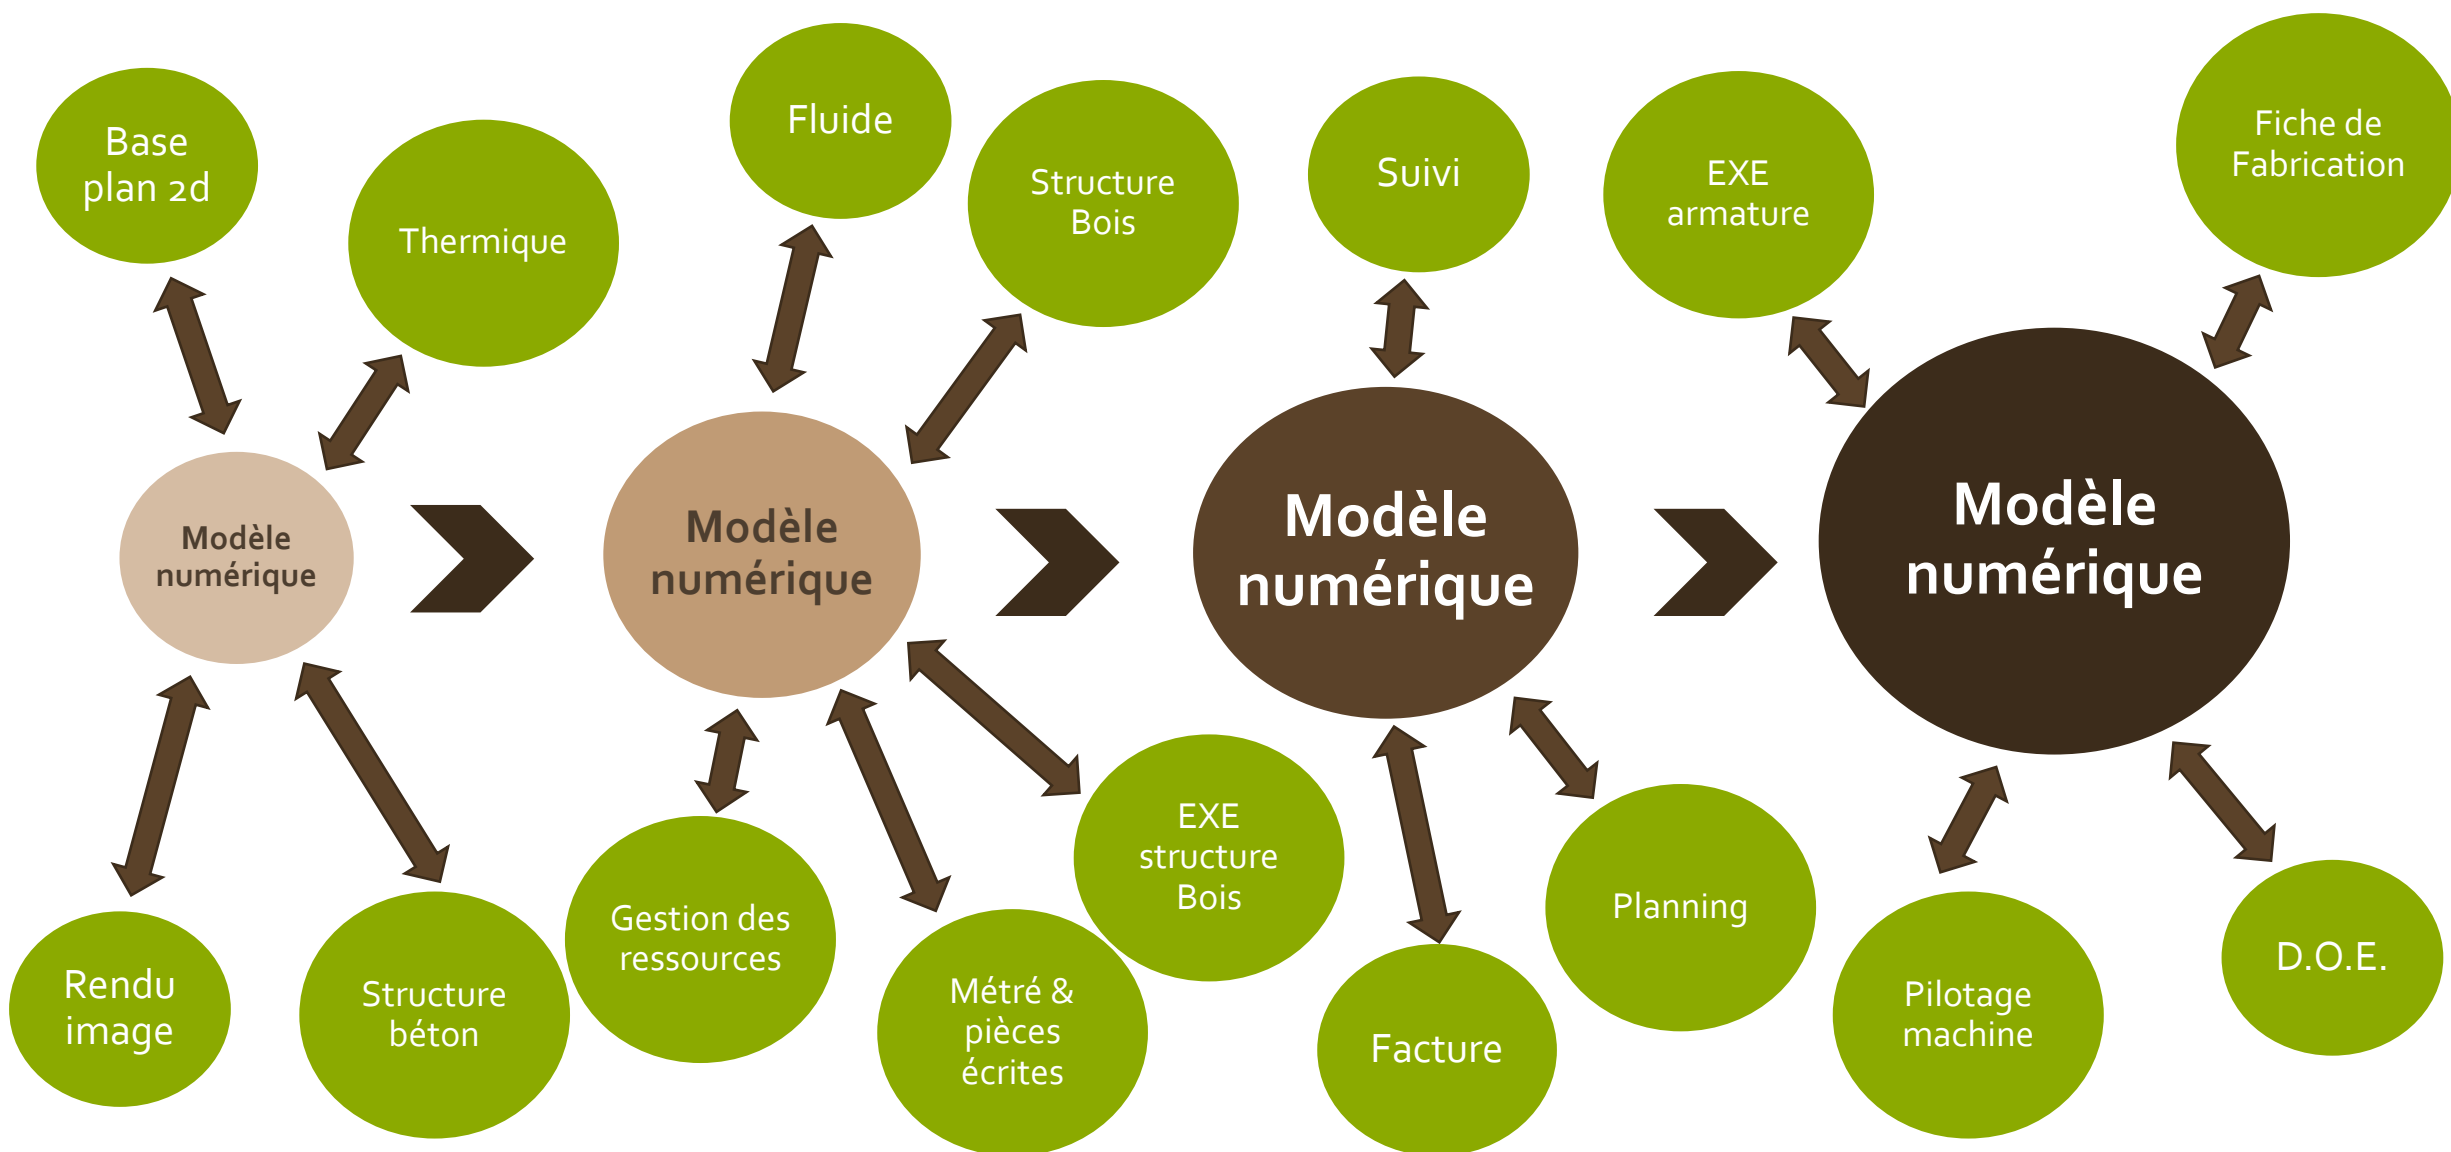 Base
plan 2d
Thermique
Fluide
Structure
Bois
Suivi
EXE
armature
Fiche de
Fabrication
Modèle
numérique
Modèle
numérique
Modèle
numérique
Modèle
numérique
Rendu
image
Structure
béton
Gestion des
ressources
Métré &
pièces
écrites
EXE
structure
Bois
Facture
Planning
Pilotage
machine
D.O.E.